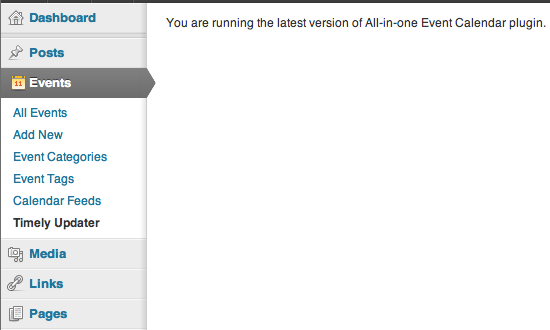 Dashboard
You are running the latest version of All-in-one Event Calendar plugin.
Posts
11
Events
All Events
Add New
Event Categories
Event Tags
Calendar Feeds
Timely Updater
Media
Links
Pages